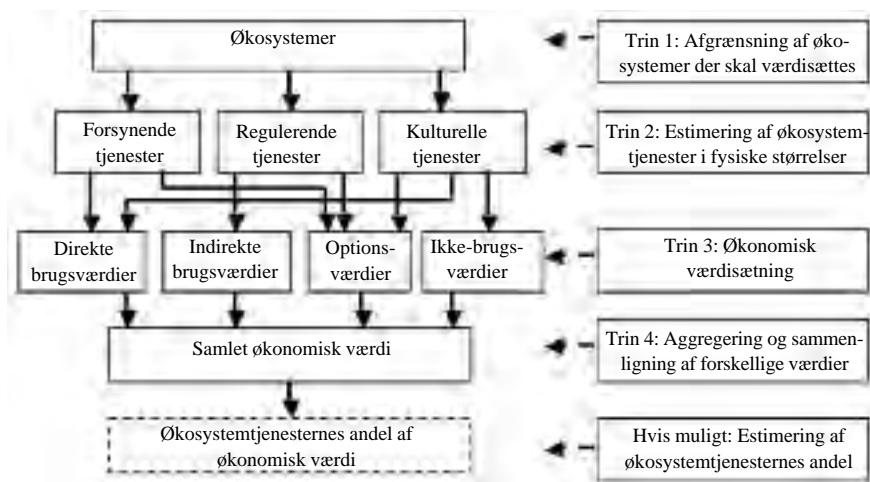 Økosystemer
Trin 1: Afgrænsning af øko-
systemer der skal værdisættes
Forsynende
tjenester
Regulerende
tjenester
Kulturelle
tjenester
Trin 2: Estimering af økosystem-
tjenester i fysiske størrelser
Direkte
brugsværdier
Indirekte
brugsværdier
Options-
værdier
Ikke-brugs-
værdier
Trin 3: Økonomisk
værdisætning
Samlet økonomisk værdi
Trin 4: Aggregering og sammen-
ligning af forskellige værdier
Økosystemtjenesternes andel af
økonomisk værdi
Hvis muligt: Estimering af
økosystemtjenesternes andel